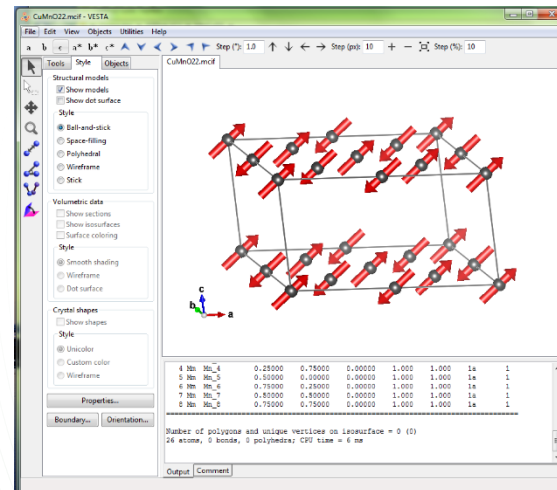 CuMnO22.mcif - VESTA
File Edit View Objects Utilities Help
a b c a* b* c* Step (°): 1.0 Step (px): 10 Step (%): 10
Tools Style Objects
CuMnO22.mcif
Structural models
Show models
Show dot surface
Style
Ball-and-stick
Space-filling
Polyhedral
Wireframe
Stick
Volumetric data
Show sections
Show isosurfaces
Surface coloring
Style
Smooth shading
Wireframe
Dot surface
Crystal shapes
Show shapes
Style
Unicolor
Custom color
Wireframe
Properties...
Boundary... Orientation...
c
b
a
4 Mn Mn_4 0.25000 0.75000 0.00000 1.000 1.000 1a 1
5 Mn Mn_5 0.50000 0.00000 0.00000 1.000 1.000 1a 1
6 Mn Mn_6 0.75000 0.25000 0.00000 1.000 1.000 1a 1
7 Mn Mn_7 0.50000 0.50000 0.00000 1.000 1.000 1a 1
8 Mn Mn_8 0.75000 0.75000 0.00000 1.000 1.000 1a 1
Number of polygons and unique vertices on isosurface = 0 (0)
26 atoms, 0 bonds, 0 polyhedra; CPU time = 6 ms
Output Comment